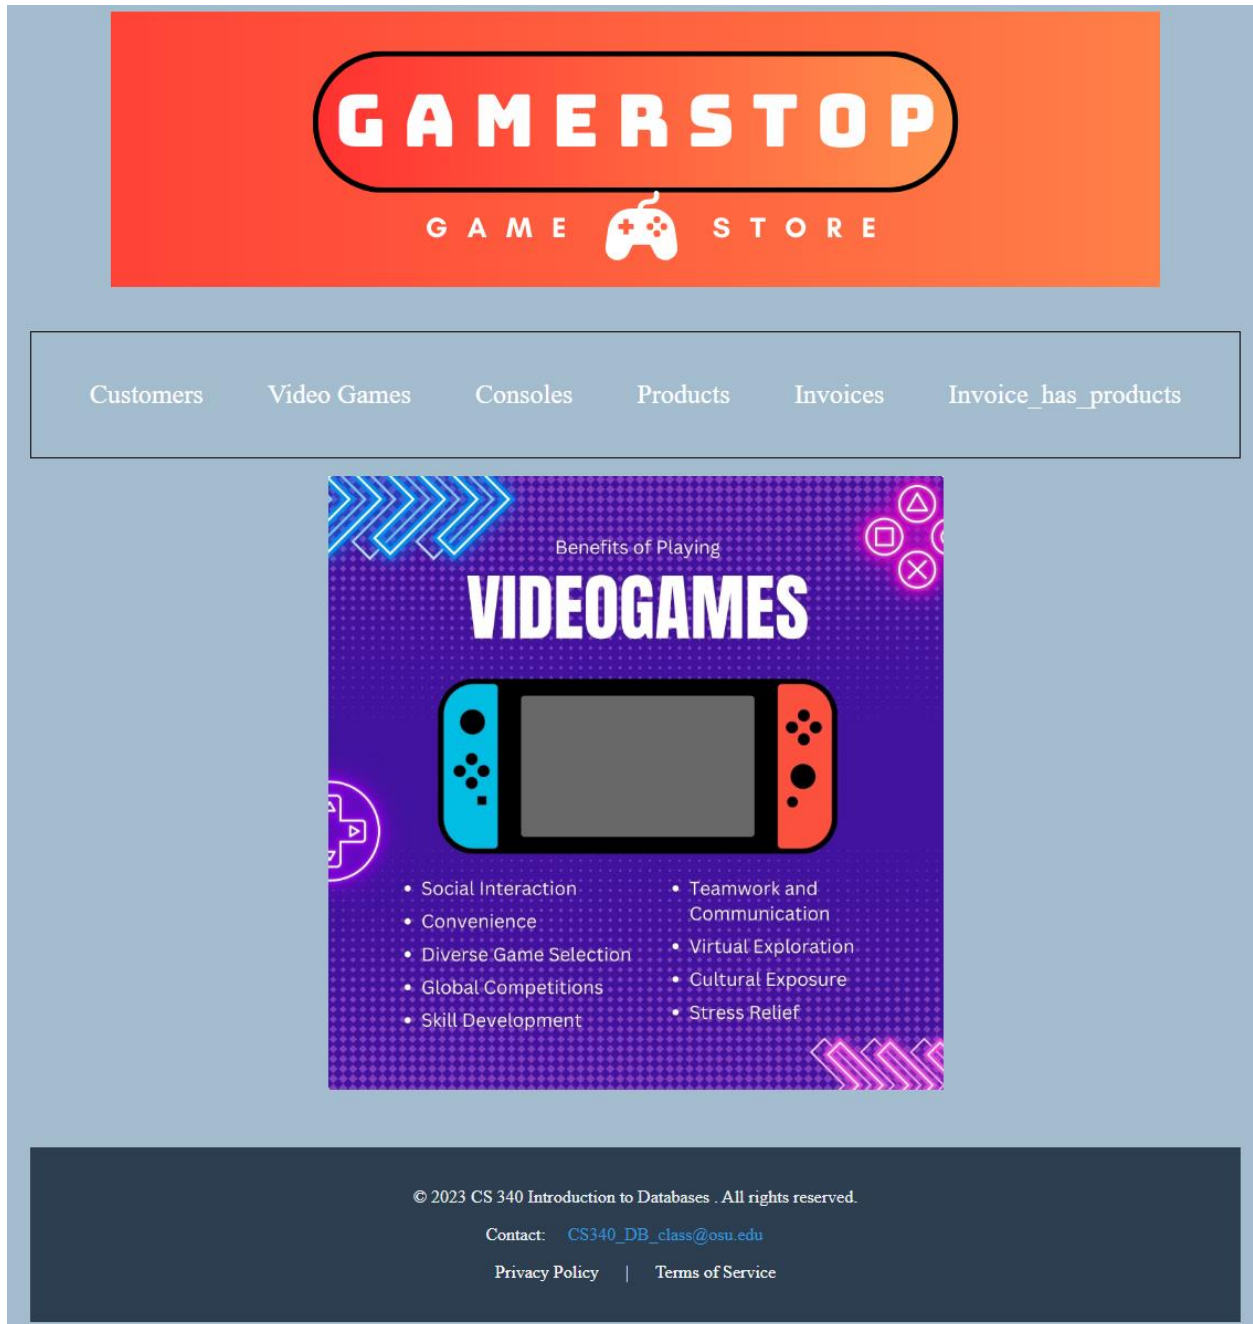 GAMERSTOP
GAME STORE
Customers Video Games Consoles Products Invoices Invoice_has_products
Benefits of Playing
VIDEOGAMES
• Social Interaction
• Convenience
• Diverse Game Selection
• Global Competitions
• Skill Development
• Teamwork and
Communication
• Virtual Exploration
• Cultural Exposure
• Stress Relief
© 2023 CS 340 Introduction to Databases . All rights reserved.
Contact: CS340_DB_class@osu.edu
Privacy Policy | Terms of Service